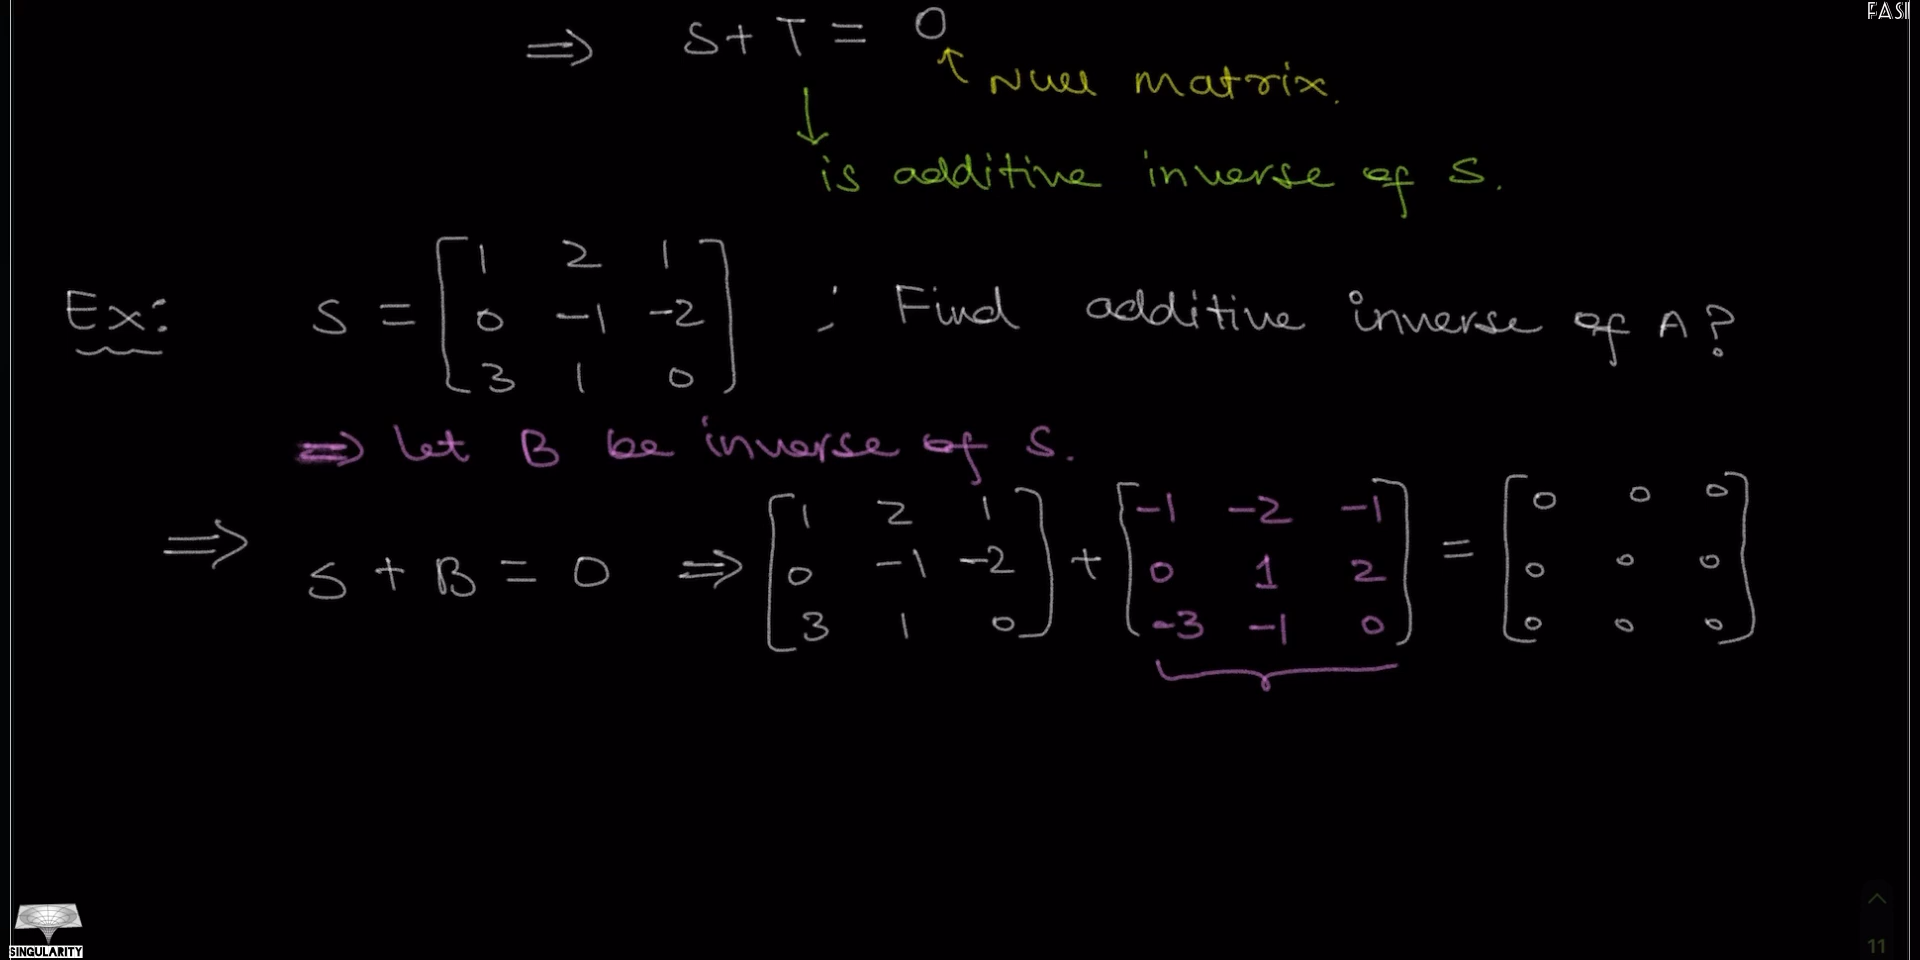 FASI
⇒ S + T = 0
Null matrix.
is additive inverse of S.
Ex: S = [1 2 1
0 -1 -2
3 1 0] : Find additive inverse of A?
⇒ let B be inverse of S.
⇒ S + B = 0 ⇒ [1 2 1
0 -1 -2
3 1 0] + [-1 -2 -1
0 1 2
-3 -1 0] = [0 0 0
0 0 0
0 0 0]
SINGULARITY
11